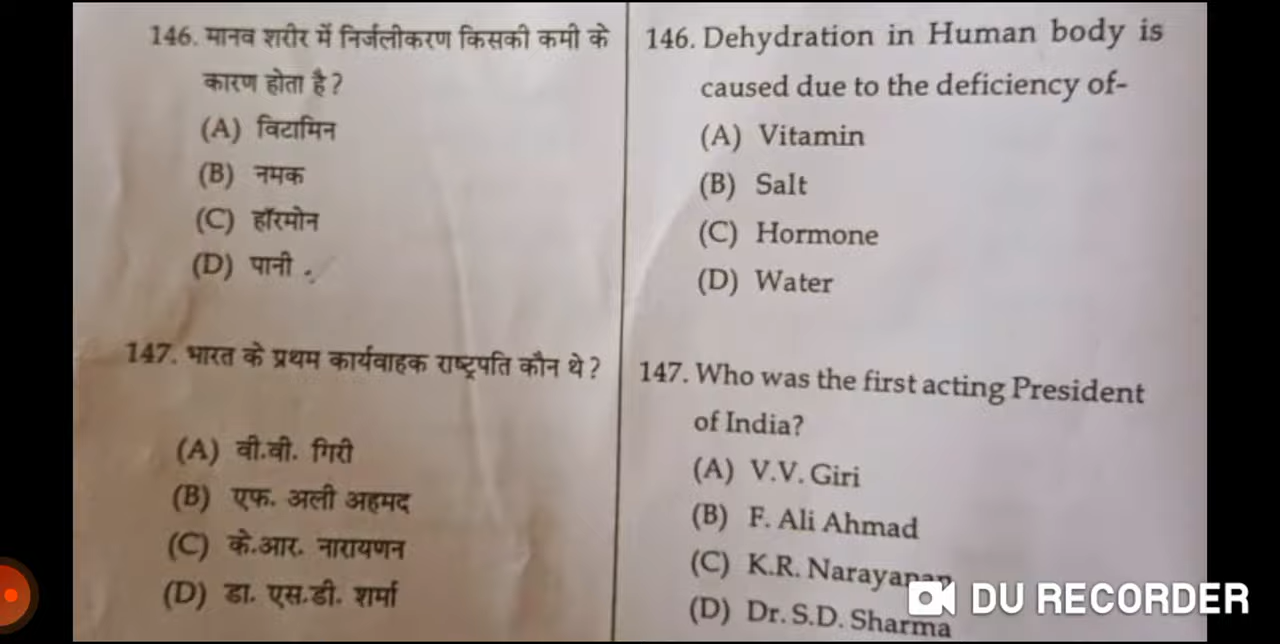 146. मानव शरीर में निर्जलीकरण किसकी कमी के
कारण होता है?
(A) विटामिन
(B) नमक
(C) हॉरमोन
(D) पानी
147. भारत के प्रथम कार्यवाहक राष्ट्रपति कौन थे?
(A) वी.वी. गिरी
(B) एफ. अली अहमद
(C) के.आर. नारायणन
(D) डा. एस.डी. शर्मा
146. Dehydration in Human body is
caused due to the deficiency of-
(A) Vitamin
(B) Salt
(C) Hormone
(D) Water
147. Who was the first acting President
of India?
(A) V.V. Giri
(B) F. Ali Ahmad
(C) K.R. Narayanan
(D) Dr. S.D. Sharma
DU RECORDER